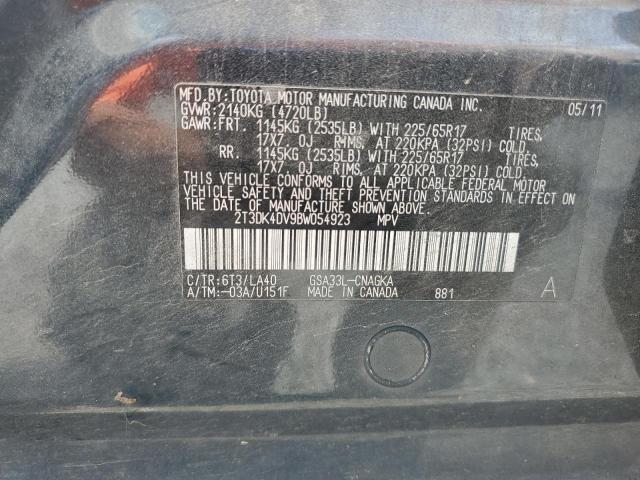 MFD.BY:TOYOTA MOTOR MANUFACTURING CANADA INC. 05/11
GVWR:2140KG (4720LB)
GAWR:FRT. 1145KG (2535LB) WITH 225/65R17 TIRES,
17X7.0J RIMS, AT 220KPA (32PSI) COLD.
RR. 1145KG (2535LB) WITH 225/65R17 TIRES,
17X7.0J RIMS, AT 220KPA (32PSI) COLD.
THIS VEHICLE CONFORMS TO ALL APPLICABLE FEDERAL MOTOR
VEHICLE SAFETY AND THEFT PREVENTION STANDARDS IN EFFECT ON
THE DATE OF MANUFACTURE SHOWN ABOVE.
2T3DK4DV9BW054923 MPV
C/TR:6T3/LA40 GSA33L-CNAGKA
A/TM:-03A/U151F MADE IN CANADA 881 A